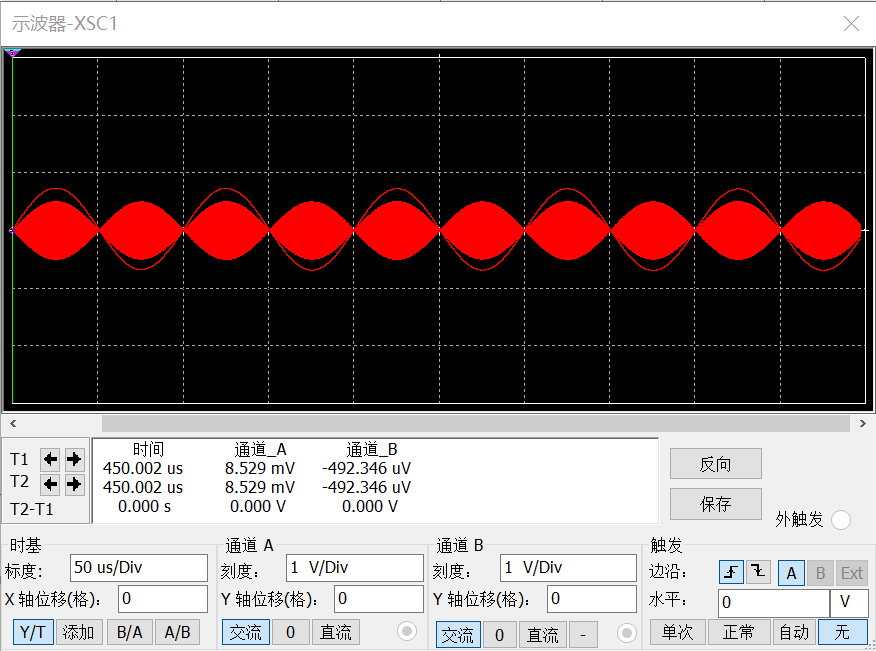 示波器-XSC1
时间 通道_A 通道_B
T1 450.002 us 8.529 mV -492.346 uV
T2 450.002 us 8.529 mV -492.346 uV
T2-T1 0.000 s 0.000 V 0.000 V
反向
保存
外触发
时基
标度: 50 us/Div
X 轴位移(格): 0
Y/T 添加 B/A A/B
通道 A
刻度: 1 V/Div
Y 轴位移(格): 0
交流 0 直流
通道 B
刻度: 1 V/Div
Y 轴位移(格): 0
交流 0 直流 -
触发
边沿: A B Ext
水平: 0 V
单次 正常 自动 无